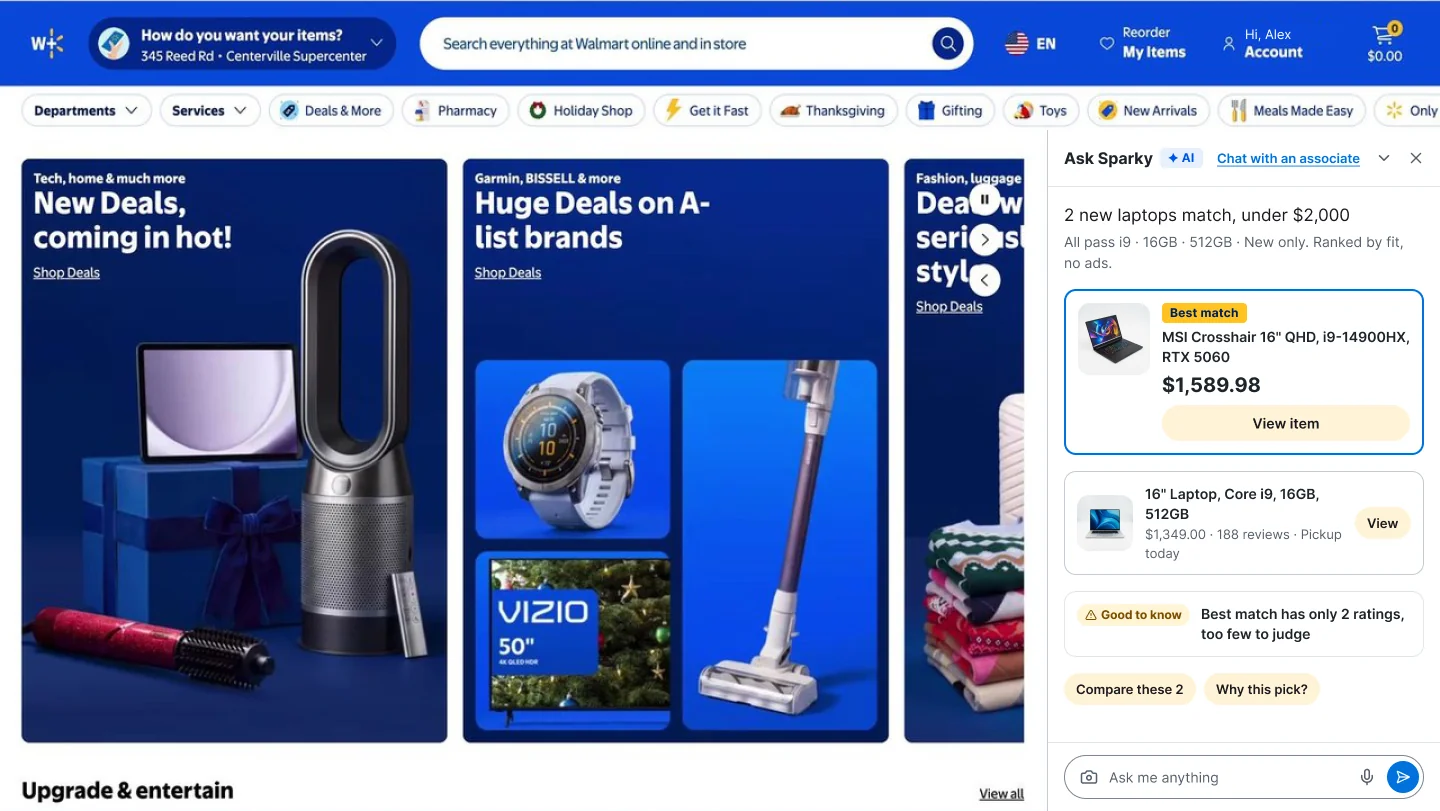 W+
How do you want your items?
345 Reed Rd • Centerville Supercenter
Search everything at Walmart online and in store
EN
Reorder
My Items
Hi, Alex
Account
0
$0.00
Departments
Services
Deals & More
Pharmacy
Holiday Shop
Get it Fast
Thanksgiving
Gifting
Toys
New Arrivals
Meals Made Easy
Only
Tech, home & much more
New Deals,
coming in hot!
Shop Deals
Garmin, BISSELL & more
Huge Deals on A-
list brands
Shop Deals
10
10
VIZIO
50"
4K QLED HDR
Fashion, luggage
Shop Deals
Upgrade & entertain
View all
Ask Sparky
AI
Chat with an associate
2 new laptops match, under $2,000
All pass i9 · 16GB · 512GB · New only. Ranked by fit,
no ads.
Best match
MSI Crosshair 16" QHD, i9-14900HX,
RTX 5060
$1,589.98
View item
16" Laptop, Core i9, 16GB,
512GB
$1,349.00 · 188 reviews · Pickup
today
View
Good to know
Best match has only 2 ratings,
too few to judge
Compare these 2
Why this pick?
Ask me anything